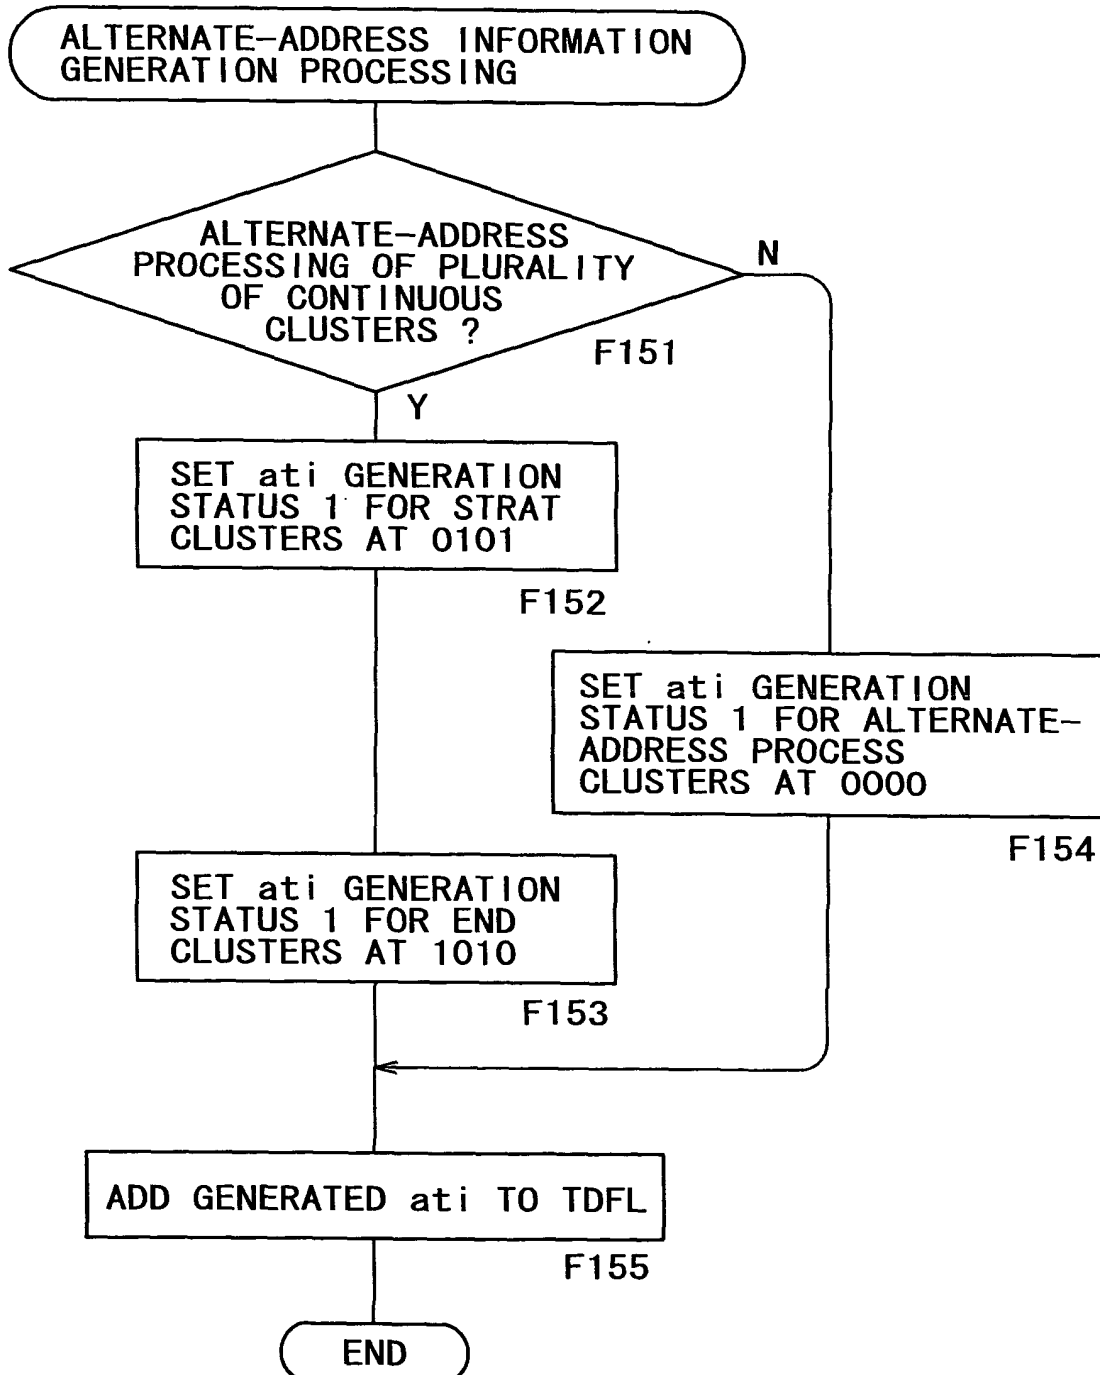 ALTERNATE-ADDRESS INFORMATION
GENERATION PROCESSING
ALTERNATE-ADDRESS
PROCESSING OF PLURALITY
OF CONTINUOUS
CLUSTERS ?
N
F151
Y
SET ati GENERATION
STATUS 1 FOR STRAT
CLUSTERS AT 0101
F152
SET ati GENERATION
STATUS 1 FOR ALTERNATE-
ADDRESS PROCESS
CLUSTERS AT 0000
F154
SET ati GENERATION
STATUS 1 FOR END
CLUSTERS AT 1010
F153
ADD GENERATED ati TO TDFL
F155
END